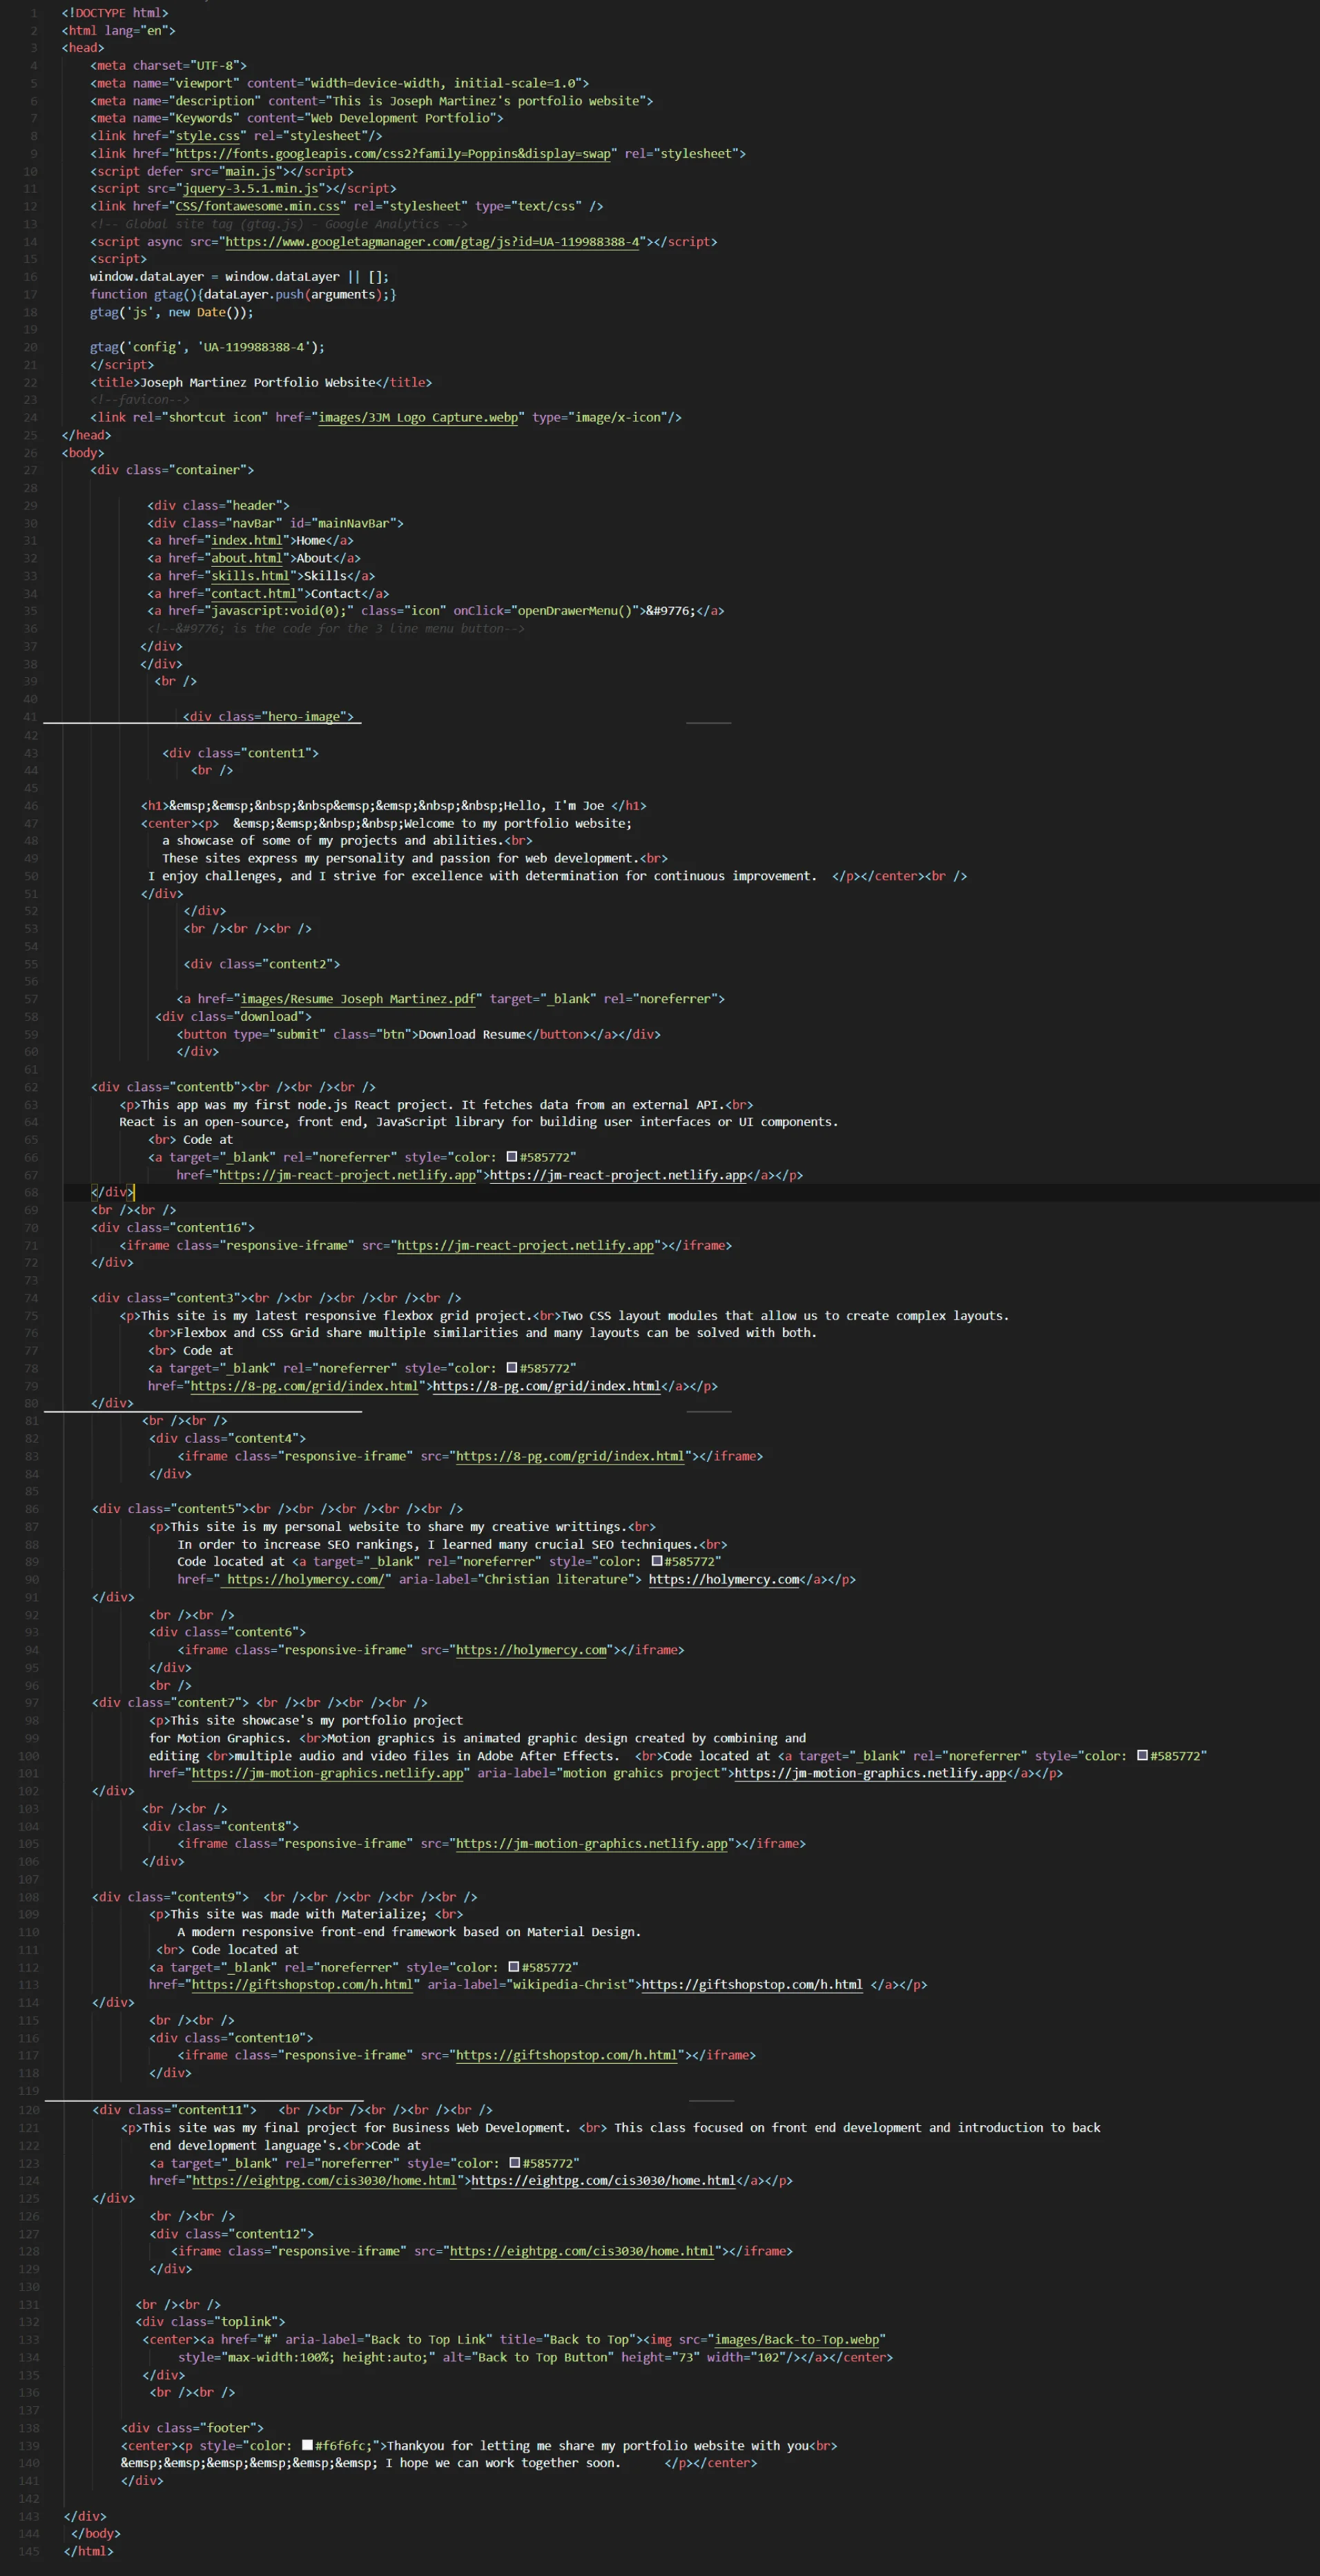 1 <!DOCTYPE html>
2 <html lang="en">
3 <head>
4 <meta charset="UTF-8">
5 <meta name="viewport" content="width=device-width, initial-scale=1.0">
6 <meta name="description" content="This is Joseph Martinez's portfolio website">
7 <meta name="Keywords" content="Web Development Portfolio">
8 <link href="style.css" rel="stylesheet"/>
9 <link href="https://fonts.googleapis.com/css2?family=Poppins&display=swap" rel="stylesheet">
10 <script defer src="main.js"></script>
11 <script src="jquery-3.5.1.min.js"></script>
12 <link href="CSS/fontawesome.min.css" rel="stylesheet" type="text/css" />
13 <!-- Global site tag (gtag.js) - Google Analytics -->
14 <script async src="https://www.googletagmanager.com/gtag/js?id=UA-119988388-4"></script>
15 <script>
16 window.dataLayer = window.dataLayer || [];
17 function gtag(){dataLayer.push(arguments);}
18 gtag('js', new Date());
19
20 gtag('config', 'UA-119988388-4');
21 </script>
22 <title>Joseph Martinez Portfolio Website</title>
23 <!--favicon-->
24 <link rel="shortcut icon" href="images/3JM Logo Capture.webp" type="image/x-icon"/>
25 </head>
26 <body>
27 <div class="container">
28
29 <div class="header">
30 <div class="navBar" id="mainNavBar">
31 <a href="index.html">Home</a>
32 <a href="about.html">About</a>
33 <a href="skills.html">Skills</a>
34 <a href="contact.html">Contact</a>
35 <a href="javascript:void(0);" class="icon" onClick="openDrawerMenu()">&#9776;</a>
36 <!--&#9776; is the code for the 3 line menu button-->
37 </div>
38 </div>
39 <br />
40
41 <div class="hero-image">
42
43 <div class="content1">
44 <br />
45
46 <h1>&emsp;&emsp;&nbsp;&nbsp&emsp;&emsp;&nbsp;&nbsp;Hello, I'm Joe </h1>
47 <center><p> &emsp;&emsp;&nbsp;&nbsp;Welcome to my portfolio website;
48 a showcase of some of my projects and abilities.<br>
49 These sites express my personality and passion for web development.<br>
50 I enjoy challenges, and I strive for excellence with determination for continuous improvement. </p></center><br />
51 </div>
52 </div>
53 <br /><br /><br />
54
55 <div class="content2">
56
57 <a href="images/Resume Joseph Martinez.pdf" target="_blank" rel="noreferrer">
58 <div class="download">
59 <button type="submit" class="btn">Download Resume</button></a></div>
60 </div>
61
62 <div class="contentb"><br /><br /><br />
63 <p>This app was my first node.js React project. It fetches data from an external API.<br>
64 React is an open-source, front end, JavaScript library for building user interfaces or UI components.
65 <br> Code at
66 <a target="_blank" rel="noreferrer" style="color: #585772"
67 href="https://jm-react-project.netlify.app">https://jm-react-project.netlify.app</a></p>
68 </div>
69 <br /><br />
70 <div class="content16">
71 <iframe class="responsive-iframe" src="https://jm-react-project.netlify.app"></iframe>
72 </div>
73
74 <div class="content3"><br /><br /><br /><br /><br />
75 <p>This site is my latest responsive flexbox grid project.<br>Two CSS layout modules that allow us to create complex layouts.
76 <br>Flexbox and CSS Grid share multiple similarities and many layouts can be solved with both.
77 <br> Code at
78 <a target="_blank" rel="noreferrer" style="color: #585772"
79 href="https://8-pg.com/grid/index.html">https://8-pg.com/grid/index.html</a></p>
80 </div>
81 <br /><br />
82 <div class="content4">
83 <iframe class="responsive-iframe" src="https://8-pg.com/grid/index.html"></iframe>
84 </div>
85
86 <div class="content5"><br /><br /><br /><br /><br />
87 <p>This site is my personal website to share my creative writtings.<br>
88 In order to increase SEO rankings, I learned many crucial SEO techniques.<br>
89 Code located at <a target="_blank" rel="noreferrer" style="color: #585772"
90 href=" https://holymercy.com/" aria-label="Christian literature"> https://holymercy.com</a></p>
91 </div>
92 <br /><br />
93 <div class="content6">
94 <iframe class="responsive-iframe" src="https://holymercy.com"></iframe>
95 </div>
96 <br />
97 <div class="content7"> <br /><br /><br /><br />
98 <p>This site showcase's my portfolio project
99 for Motion Graphics. <br>Motion graphics is animated graphic design created by combining and
100 editing <br>multiple audio and video files in Adobe After Effects. <br>Code located at <a target="_blank" rel="noreferrer" style="color: #585772"
101 href="https://jm-motion-graphics.netlify.app" aria-label="motion grahics project">https://jm-motion-graphics.netlify.app</a></p>
102 </div>
103 <br /><br />
104 <div class="content8">
105 <iframe class="responsive-iframe" src="https://jm-motion-graphics.netlify.app"></iframe>
106 </div>
107
108 <div class="content9"> <br /><br /><br /><br /><br />
109 <p>This site was made with Materialize; <br>
110 A modern responsive front-end framework based on Material Design.
111 <br> Code located at
112 <a target="_blank" rel="noreferrer" style="color: #585772"
113 href="https://giftshopstop.com/h.html" aria-label="wikipedia-Christ">https://giftshopstop.com/h.html </a></p>
114 </div>
115 <br /><br />
116 <div class="content10">
117 <iframe class="responsive-iframe" src="https://giftshopstop.com/h.html"></iframe>
118 </div>
119
120 <div class="content11"> <br /><br /><br /><br /><br />
121 <p>This site was my final project for Business Web Development. <br> This class focused on front end development and introduction to back
122 end development language's.<br>Code at
123 <a target="_blank" rel="noreferrer" style="color: #585772"
124 href="https://eightpg.com/cis3030/home.html">https://eightpg.com/cis3030/home.html</a></p>
125 </div>
126 <br /><br />
127 <div class="content12">
128 <iframe class="responsive-iframe" src="https://eightpg.com/cis3030/home.html"></iframe>
129 </div>
130
131 <br /><br />
132 <div class="toplink">
133 <center><a href="#" aria-label="Back to Top Link" title="Back to Top"><img src="images/Back-to-Top.webp"
134 style="max-width:100%; height:auto;" alt="Back to Top Button" height="73" width="102"/></a></center>
135 </div>
136 <br /><br />
137
138 <div class="footer">
139 <center><p style="color: #f6f6fc;">Thankyou for letting me share my portfolio website with you<br>
140 &emsp;&emsp;&emsp;&emsp;&emsp;&emsp; I hope we can work together soon. </p></center>
141 </div>
142
143 </div>
144 </body>
145 </html>